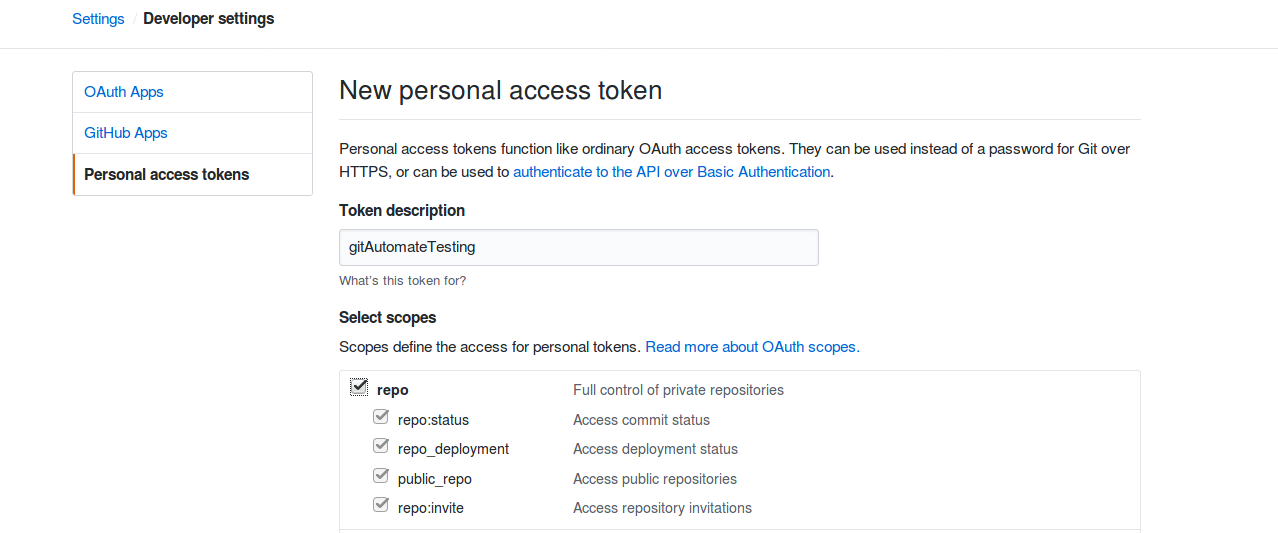 Settings / Developer settings
OAuth Apps
GitHub Apps
Personal access tokens
New personal access token
Personal access tokens function like ordinary OAuth access tokens. They can be used instead of a password for Git over
HTTPS, or can be used to authenticate to the API over Basic Authentication.
Token description
gitAutomateTesting
What's this token for?
Select scopes
Scopes define the access for personal tokens. Read more about OAuth scopes.
repo Full control of private repositories
repo:status Access commit status
repo_deployment Access deployment status
public_repo Access public repositories
repo:invite Access repository invitations